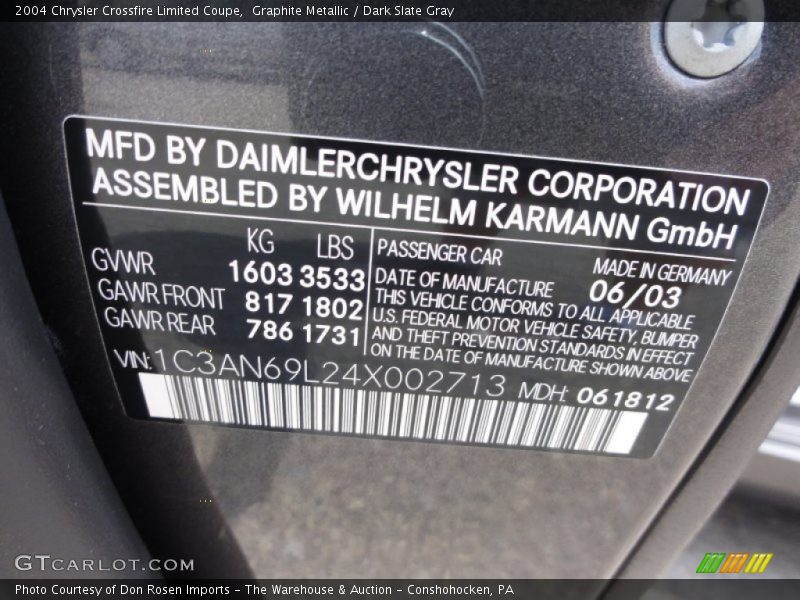 2004 Chrysler Crossfire Limited Coupe,  Graphite Metallic / Dark Slate Gray
MFD BY DAIMLERCHRYSLER CORPORATION
ASSEMBLED BY WILHELM KARMANN GmbH
KG LBS
GVWR 1603 3533
GAWR FRONT 817 1802
GAWR REAR 786 1731
PASSENGER CAR MADE IN GERMANY
DATE OF MANUFACTURE 06/03
THIS VEHICLE CONFORMS TO ALL APPLICABLE
U.S. FEDERAL MOTOR VEHICLE SAFETY, BUMPER
AND THEFT PREVENTION STANDARDS IN EFFECT
ON THE DATE OF MANUFACTURE SHOWN ABOVE
VIN: 1C3AN69L24X002713 MDH: 061812
GTCARLOT.COM
Photo Courtesy of Don Rosen Imports – The Warehouse & Auction – Conshohocken, PA